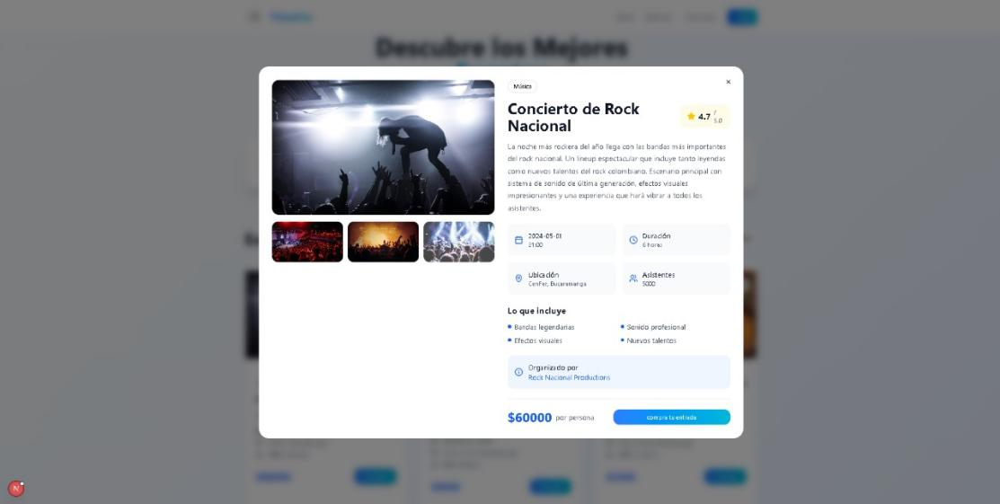 Descubre los Mejores
Música
×
Concierto de Rock
Nacional
4.7 / 5.0
La noche más rockera del año llega con las bandas más importantes
del rock nacional. Un lineup espectacular que incluye tanto leyendas
como nuevos talentos del rock colombiano. Escenario principal con
sistema de sonido de última generación, efectos visuales
impresionantes y una experiencia que hará vibrar a todos los
asistentes.
2024-05-01
21:00
Duración
6 horas
Ubicación
CenFer, Bucaramanga
Asistentes
5000
Lo que incluye
Bandas legendarias
Sonido profesional
Efectos visuales
Nuevos talentos
Organizado por
Rock Nacional Productions
$60000 por persona
compra tu entrada
N